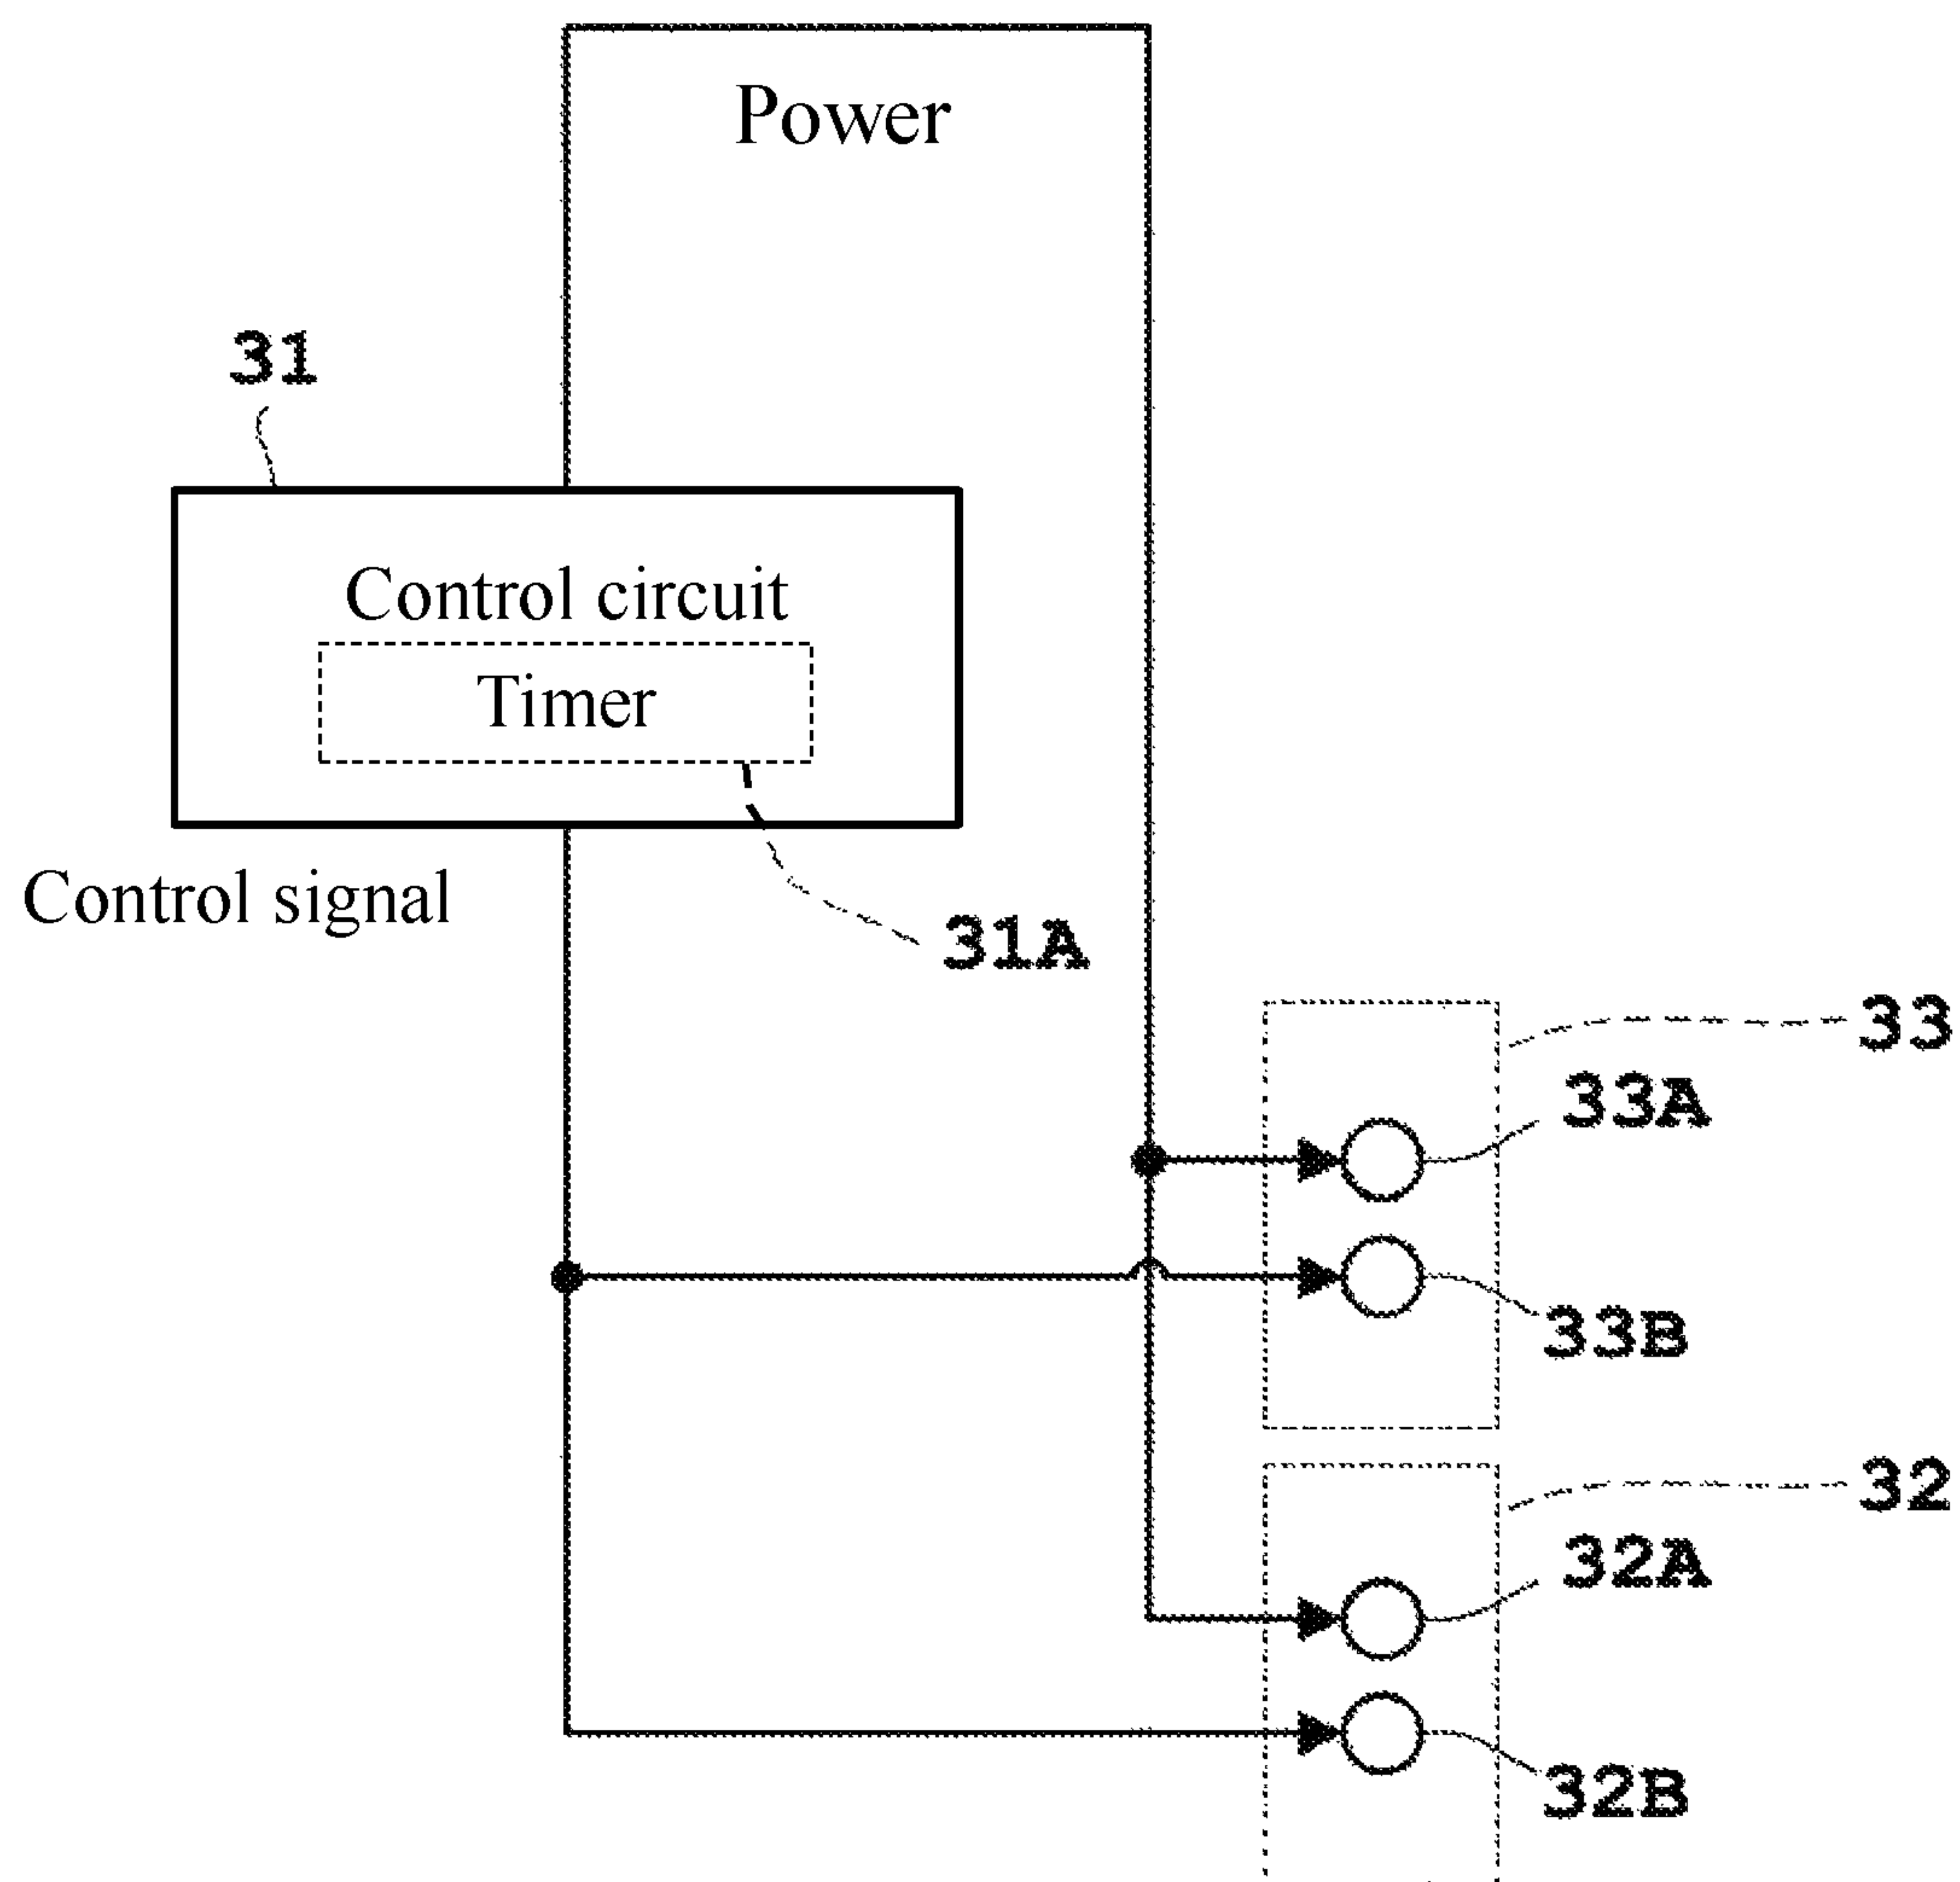 Power
31
Control circuit
Timer
Control signal
31A
33
33A
33B
32
32A
32B